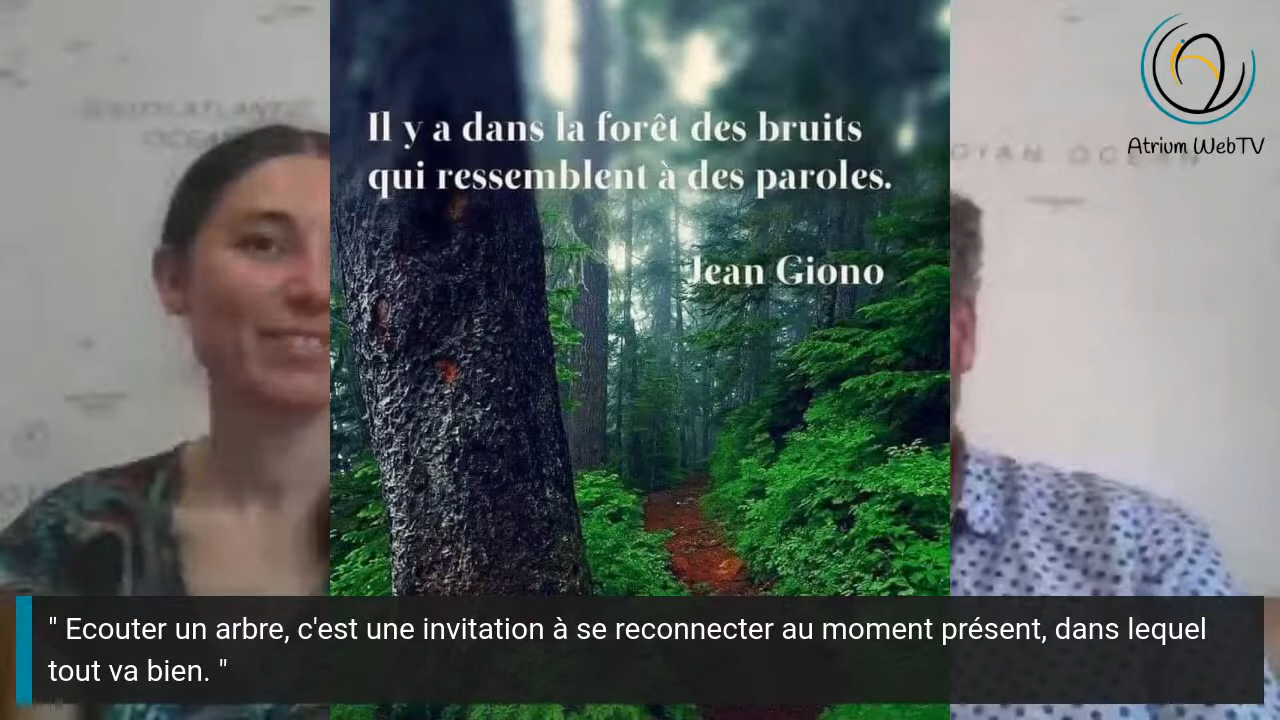 Il y a dans la forêt des bruits
qui ressemblent à des paroles.
Jean Giono
Atrium WebTV
OCEAN
" Ecouter un arbre, c'est une invitation à se reconnecter au moment présent, dans lequel
tout va bien. "